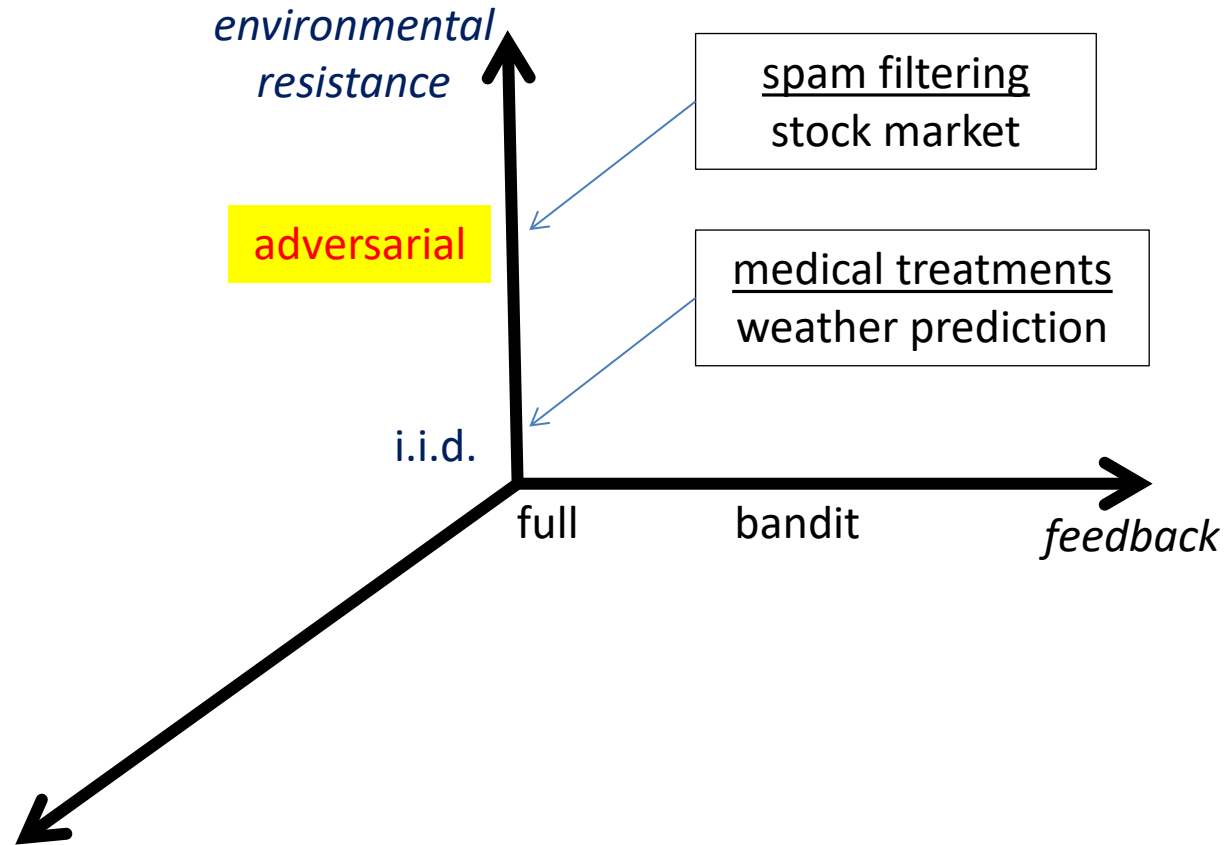 environmental
resistance
spam filtering
stock market
adversarial
medical treatments
weather prediction
i.i.d.
full
bandit
feedback